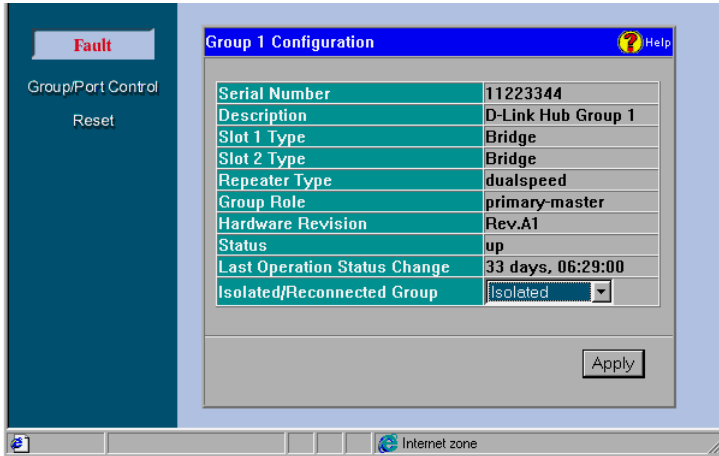 Fault
Group/Port Control
Reset
Group 1 Configuration
Help
Serial Number 11223344
Description D-Link Hub Group 1
Slot 1 Type Bridge
Slot 2 Type Bridge
Repeater Type dualspeed
Group Role primary-master
Hardware Revision Rev.A1
Status up
Last Operation Status Change 33 days, 06:29:00
Isolated/Reconnected Group Isolated
Apply
Internet zone